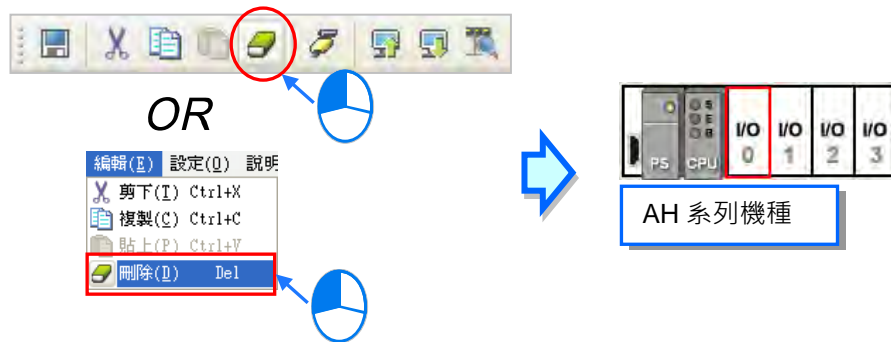 OR
編輯(E) 設定(O) 說明
剪下(T) Ctrl+X
複製(C) Ctrl+C
貼上(P) Ctrl+V
刪除(D) Del
PS CPU I/O 0 I/O 1 I/O 2 I/O 3
AH 系列機種